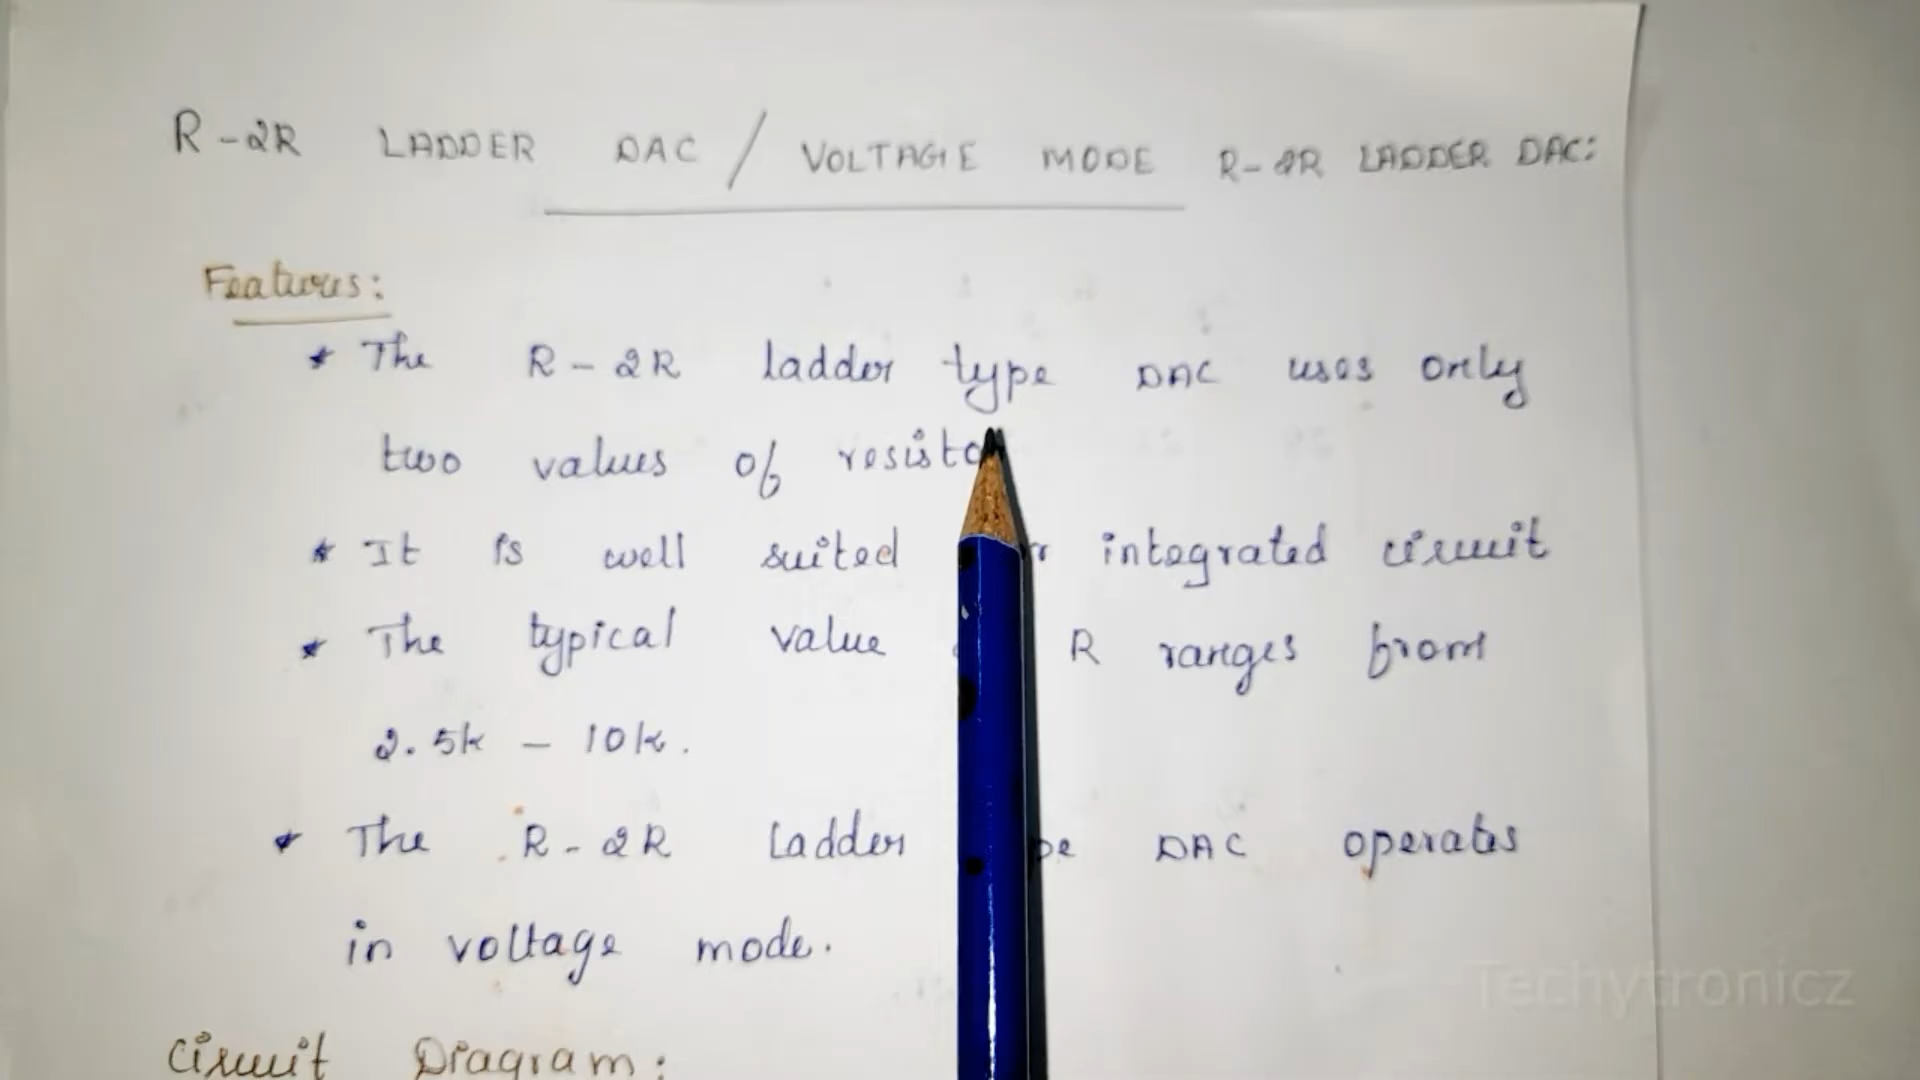 R-2R LADDER DAC / VOLTAGE MODE R-2R LADDER DAC:
Features:
* The R-2R ladder type DAC uses only
two values of resisto
* It is well suited r integrated circuit
* The typical value R ranges from
2.5k - 10k.
* The R-2R Ladder pe DAC operates
in voltage mode.
Circuit Diagram:
Techytronicz